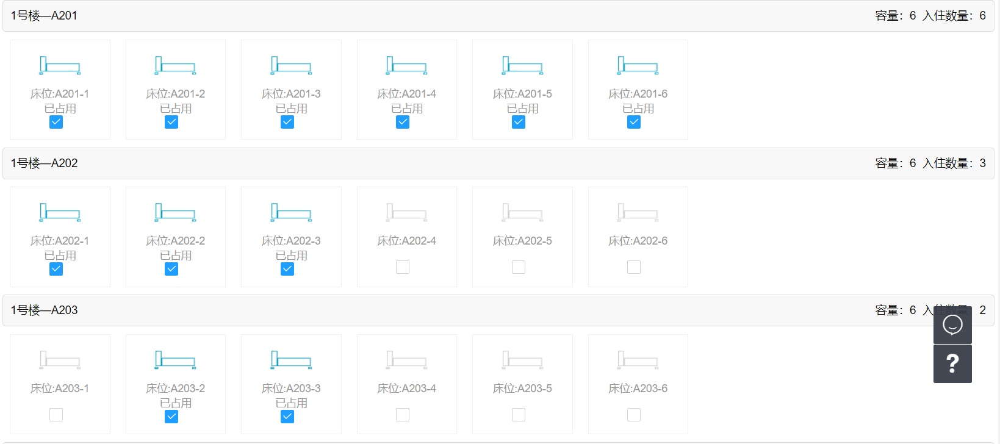 1号楼—A201 容量：6 入住数量：6
床位:A201-1 床位:A201-2 床位:A201-3 床位:A201-4 床位:A201-5 床位:A201-6
已占用 已占用 已占用 已占用 已占用 已占用
1号楼—A202 容量：6 入住数量：3
床位:A202-1 床位:A202-2 床位:A202-3 床位:A202-4 床位:A202-5 床位:A202-6
已占用 已占用 已占用
1号楼—A203 容量：6 入住数量：2
床位:A203-1 床位:A203-2 床位:A203-3 床位:A203-4 床位:A203-5 床位:A203-6
已占用 已占用
?